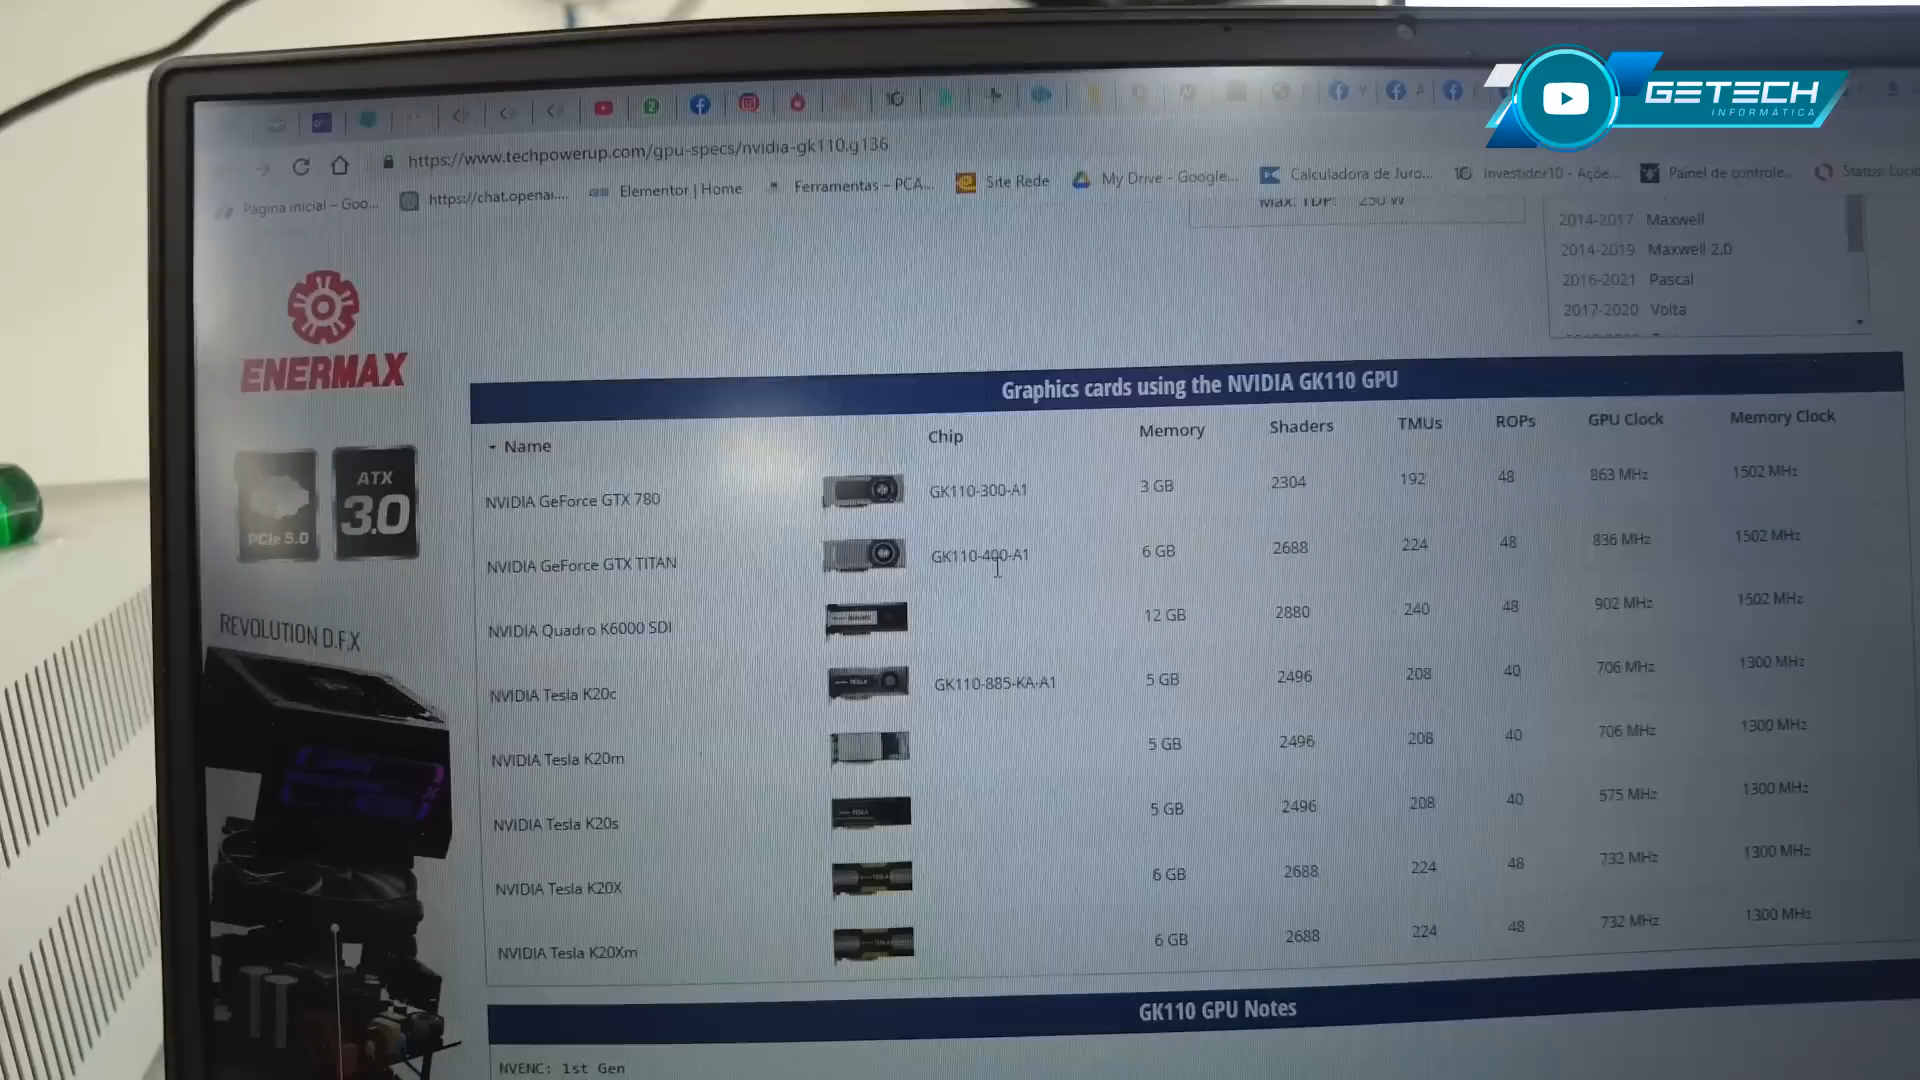 GETECH
INFORMÁTICA
https://www.techpowerup.com/gpu-specs/nvidia-gk110.g136
Página inicial – Goo...
https://chat.openai....
Elementor | Home
Ferramentas – PCA...
Site Rede
My Drive - Google...
Calculadora de Juro...
Investidor10 - Açõe...
Painel de controle...
Status: Lucio
Max. TDP: 250 W
2014-2017 Maxwell
2014-2019 Maxwell 2.0
2016-2021 Pascal
2017-2020 Volta
ENERMAX
PCIe 5.0
ATX
3.0
REVOLUTION D.F.X
Graphics cards using the NVIDIA GK110 GPU
Name Chip Memory Shaders TMUs ROPs GPU Clock Memory Clock
NVIDIA GeForce GTX 780 GK110-300-A1 3 GB 2304 192 48 863 MHz 1502 MHz
NVIDIA GeForce GTX TITAN GK110-400-A1 6 GB 2688 224 48 836 MHz 1502 MHz
NVIDIA Quadro K6000 SDI 12 GB 2880 240 48 902 MHz 1502 MHz
NVIDIA Tesla K20c GK110-885-KA-A1 5 GB 2496 208 40 706 MHz 1300 MHz
NVIDIA Tesla K20m 5 GB 2496 208 40 706 MHz 1300 MHz
NVIDIA Tesla K20s 5 GB 2496 208 40 575 MHz 1300 MHz
NVIDIA Tesla K20X 6 GB 2688 224 48 732 MHz 1300 MHz
NVIDIA Tesla K20Xm 6 GB 2688 224 48 732 MHz 1300 MHz
GK110 GPU Notes
NVENC: 1st Gen